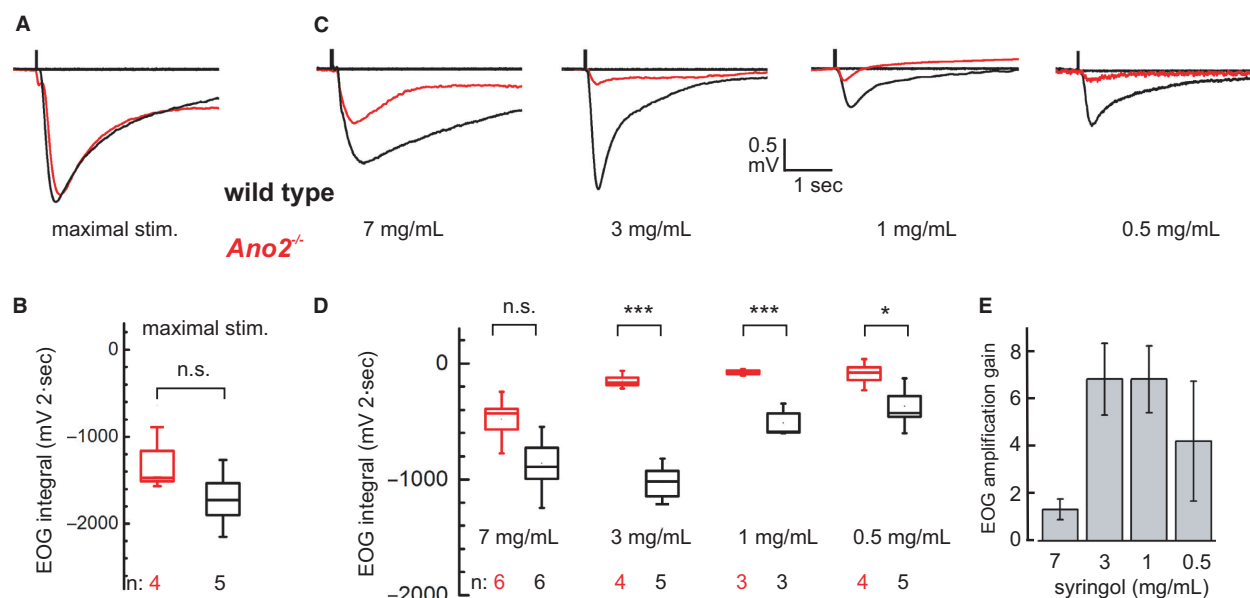 A
C
0.5
mV
1 sec
wild type
Ano2-/-
maximal stim.
7 mg/mL
3 mg/mL
1 mg/mL
0.5 mg/mL
B
maximal stim.
n.s.
EOG integral (mV 2·sec)
0
−1000
−2000
n: 4 5
D
n.s. *** *** *
EOG integral (mV 2·sec)
0
−1000
−2000
7 mg/mL 3 mg/mL 1 mg/mL 0.5 mg/mL
n: 6 6 4 5 3 3 4 5
E
EOG amplification gain
8
6
4
2
0
7 3 1 0.5
syringol (mg/mL)